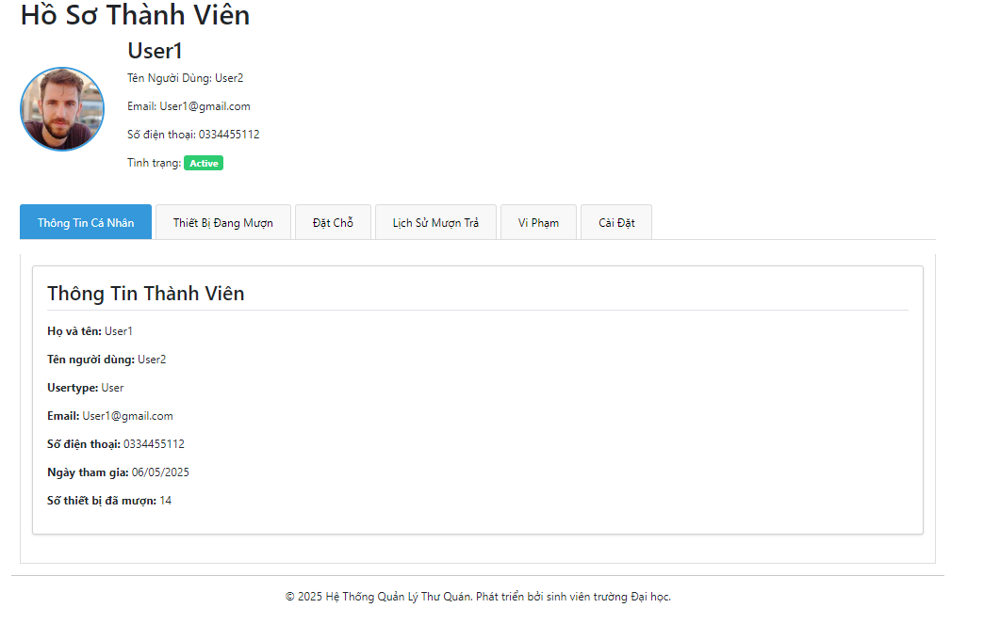 Hồ Sơ Thành Viên
User1
Tên Người Dùng: User2
Email: User1@gmail.com
Số điện thoại: 0334455112
Tình trạng: Active
Thông Tin Cá Nhân Thiết Bị Đang Mượn Đặt Chỗ Lịch Sử Mượn Trả Vi Phạm Cài Đặt
Thông Tin Thành Viên
Họ và tên: User1
Tên người dùng: User2
Usertype: User
Email: User1@gmail.com
Số điện thoại: 0334455112
Ngày tham gia: 06/05/2025
Số thiết bị đã mượn: 14
© 2025 Hệ Thống Quản Lý Thư Quán. Phát triển bởi sinh viên trường Đại học.